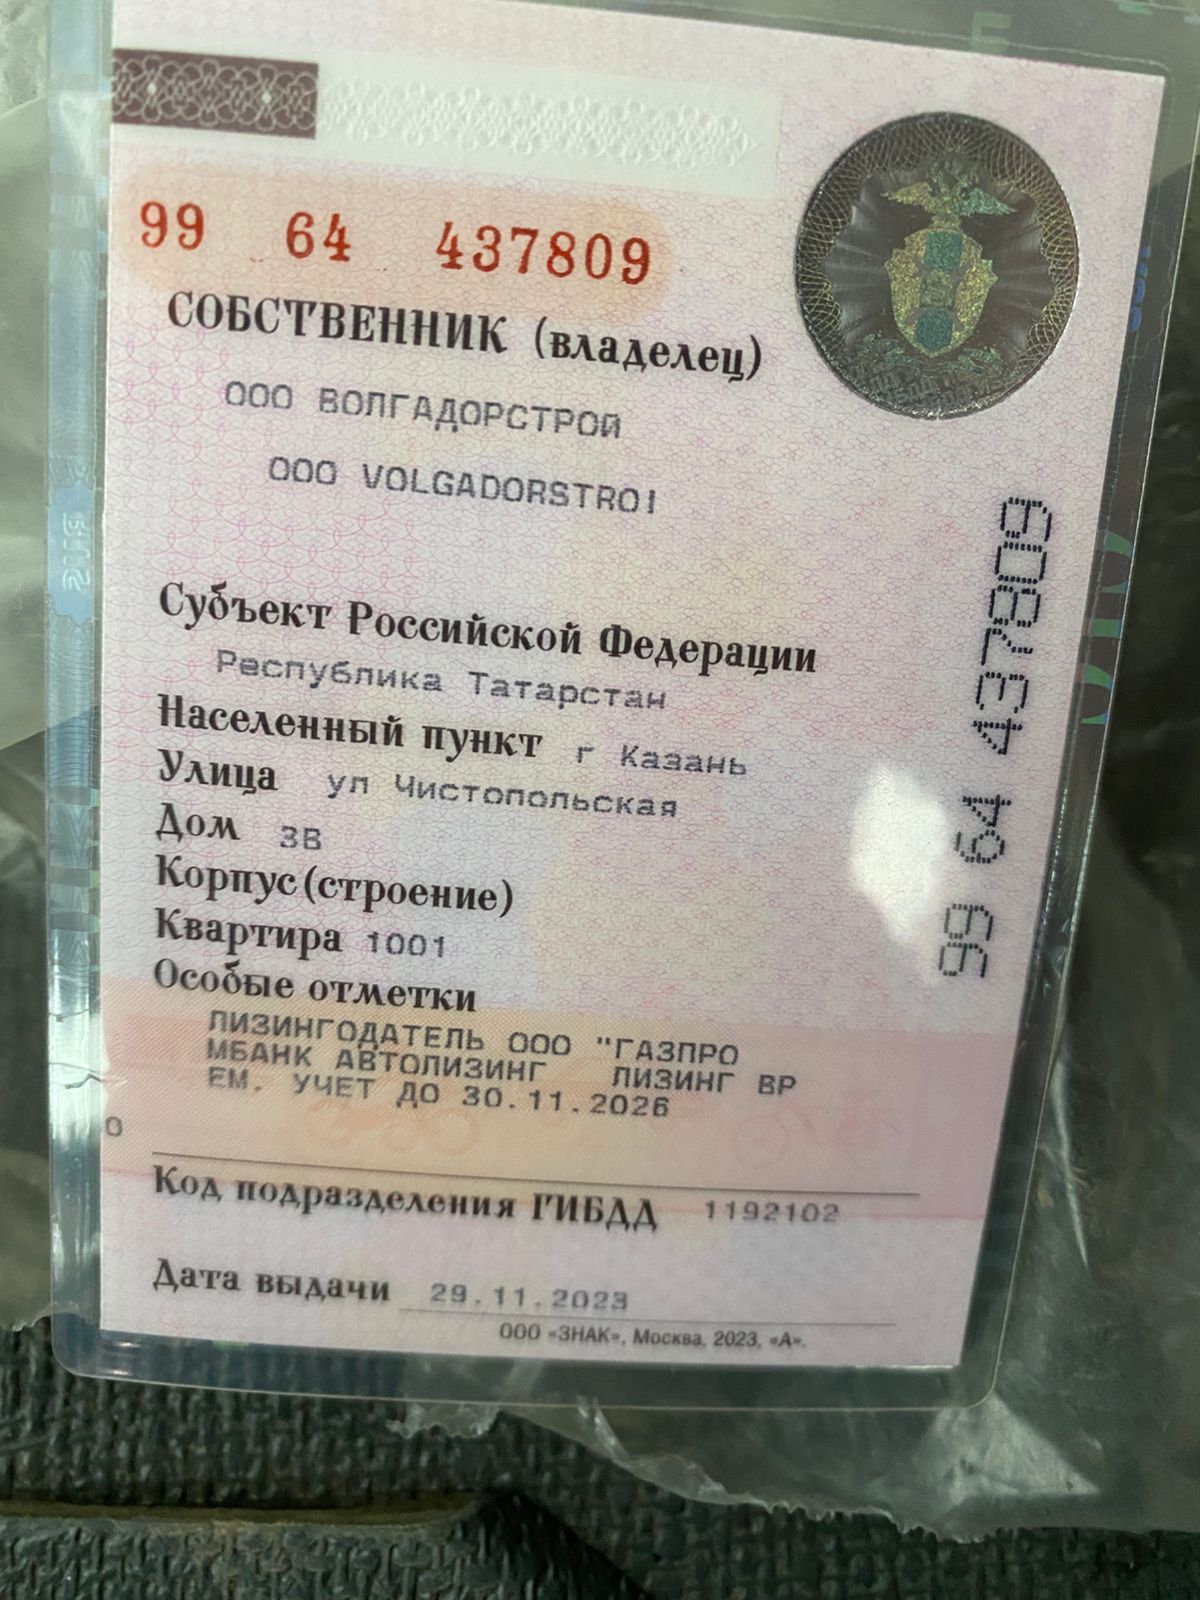 99 64 437809
СОБСТВЕННИК (владелец)
ООО ВОЛГАДОРСТРОЙ
OOO VOLGADORSTROI
Субъект Российской Федерации
Республика Татарстан
Населенный пункт г Казань
Улица ул Чистопольская
Дом 3В
Корпус(строение)
Квартира 1001
Особые отметки
ЛИЗИНГОДАТЕЛЬ ООО "ГАЗПРО
МБАНК АВТОЛИЗИНГ ЛИЗИНГ ВР
ЕМ. УЧЕТ ДО 30.11.2026
Код подразделения ГИБДД 1192102
Дата выдачи 29.11.2023
ООО «ЗНАК», Москва, 2023, «А».
99 64 437809